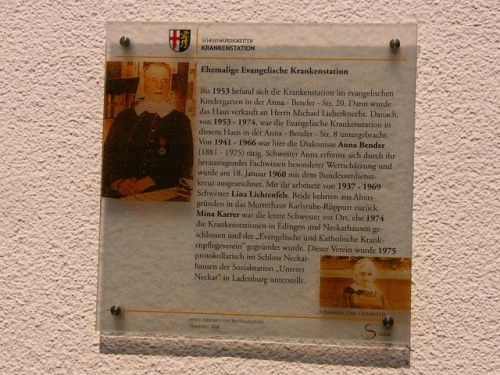 SEHENSWÜRDIGKEITEN
KRANKENSTATION
Ehemalige Evangelische Krankenstation
Bis 1953 befand sich die Krankenstation im evangelischen
Kindergarten in der Anna - Bender - Str. 20. Dann wurde
das Haus verkauft an Herrn Michael Lieberknecht. Danach,
von 1953 - 1974, war die Evangelische Krankenstation in
diesem Haus in der Anna - Bender - Str. 8 untergebracht.
Von 1941 - 1966 war hier die Diakonisse Anna Bender
(1881 - 1975) tätig. Schwester Anna erfreute sich durch ihr
herausragendes Fachwissen besonderer Wertschätzung und
wurde am 18. Januar 1960 mit dem Bundesverdienst-
kreuz ausgezeichnet. Mit ihr arbeitete von 1937 - 1969
Schwester Lina Lichtenfels. Beide kehrten aus Alters-
gründen in das Mutterhaus Karlsruhe-Rüppurr zurück.
Mina Karrer war die letzte Schwester vor Ort, ehe 1974
die Krankenstationen in Edingen und Neckarhausen ge-
schlossen und der „Evangelische und Katholische Krank-
enpflegeverein" gegründet wurde. Dieser Verein wurde 1975
protokollarisch im Schloss Neckar-
hausen der Sozialstation „Unterer
Neckar" in Ladenburg unterstellt.
Schwester Lina Lichtenfels
www.edingen-neckarhausen.de